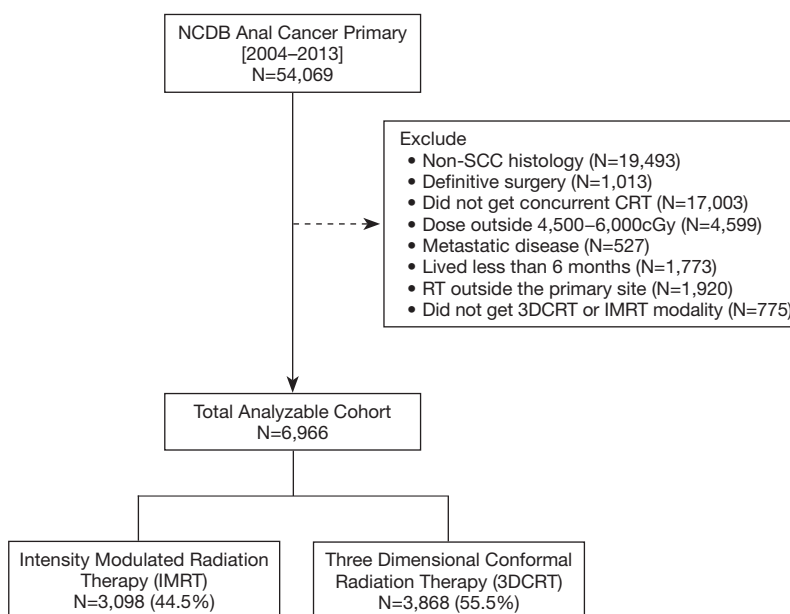 NCDB Anal Cancer Primary
[2004–2013]
N=54,069
Exclude
• Non-SCC histology (N=19,493)
• Definitive surgery (N=1,013)
• Did not get concurrent CRT (N=17,003)
• Dose outside 4,500–6,000cGy (N=4,599)
• Metastatic disease (N=527)
• Lived less than 6 months (N=1,773)
• RT outside the primary site (N=1,920)
• Did not get 3DCRT or IMRT modality (N=775)
Total Analyzable Cohort
N=6,966
Intensity Modulated Radiation
Therapy (IMRT)
N=3,098 (44.5%)
Three Dimensional Conformal
Radiation Therapy (3DCRT)
N=3,868 (55.5%)